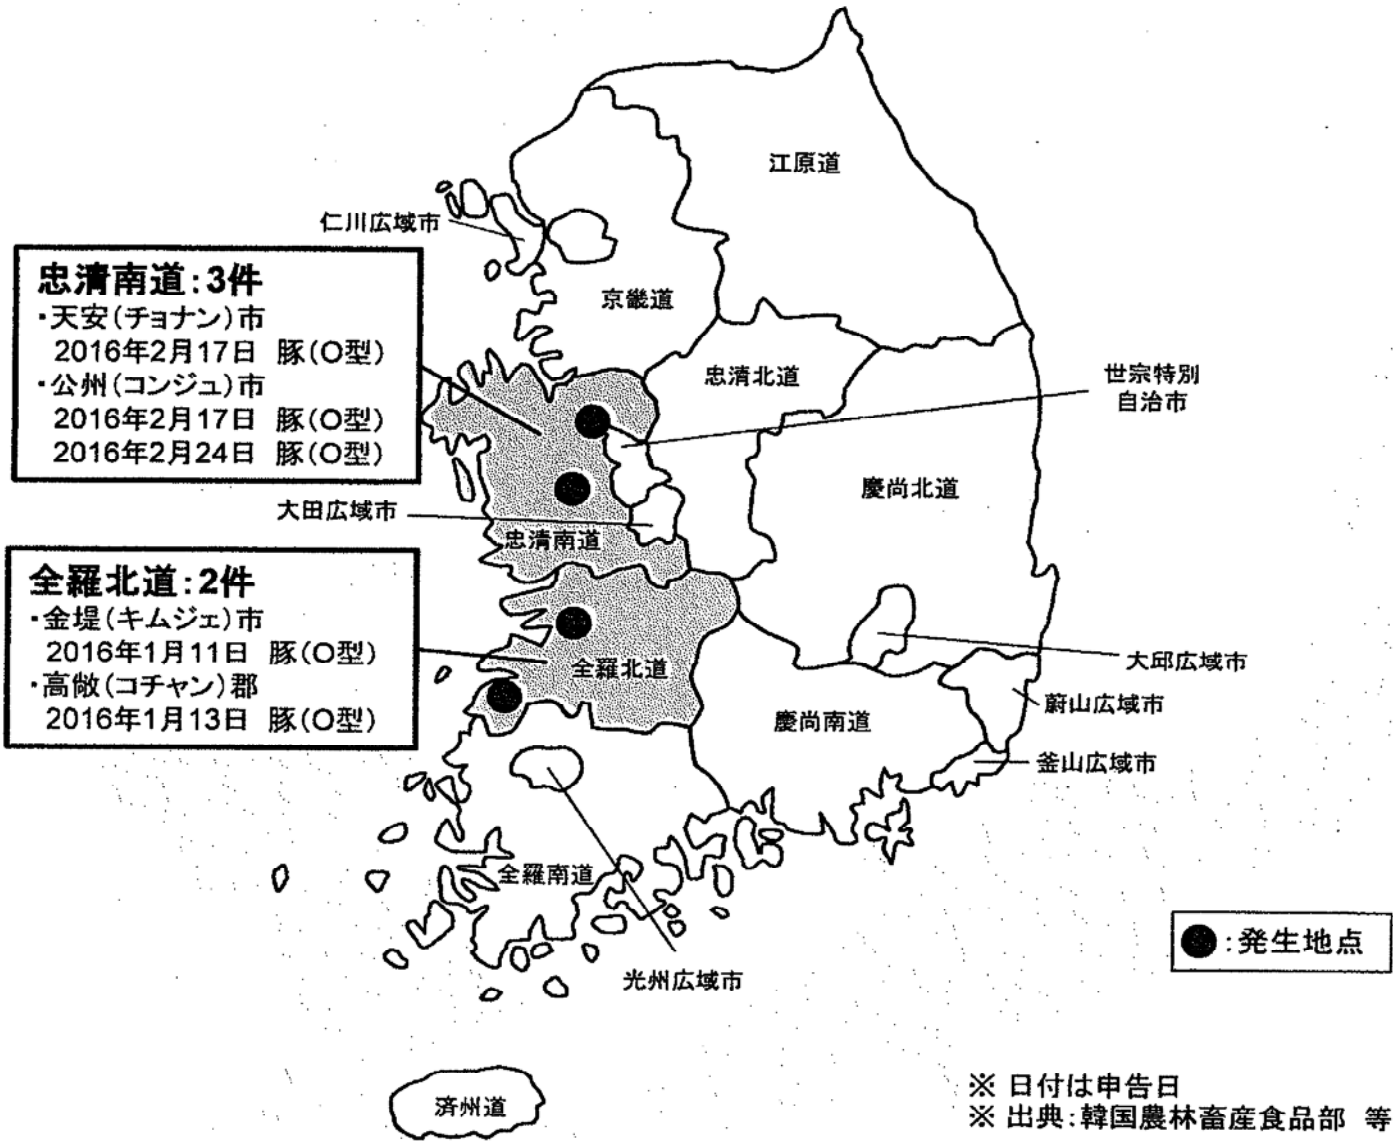 江原道
仁川広域市
京畿道
忠清南道:3件
・天安(チョナン)市
2016年2月17日 豚(O型)
・公州(コンジュ)市
2016年2月17日 豚(O型)
2016年2月24日 豚(O型)
忠清北道
世宗特別
自治市
慶尚北道
大田広域市
忠清南道
全羅北道:2件
・金堤(キムジェ)市
2016年1月11日 豚(O型)
・高敞(コチャン)郡
2016年1月13日 豚(O型)
全羅北道
大邱広域市
蔚山広域市
慶尚南道
釜山広域市
全羅南道
光州広域市
●:発生地点
済州道
※ 日付は申告日
※ 出典:韓国農林畜産食品部 等